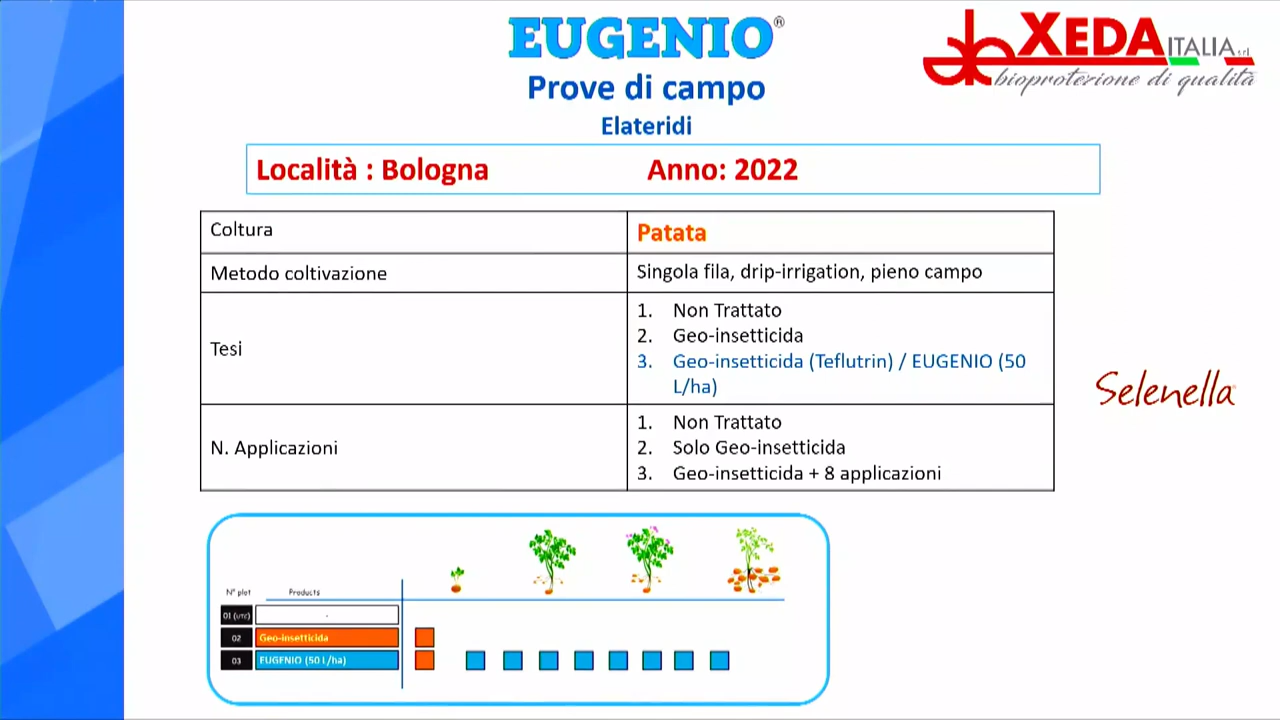 EUGENIO®
Prove di campo
Elateridi
XEDA ITALIA s.r.l
bioprotezione di qualità
Località : Bologna Anno: 2022
Coltura Patata
Metodo coltivazione Singola fila, drip-irrigation, pieno campo
Tesi
1. Non Trattato
2. Geo-insetticida
3. Geo-insetticida (Teflutrin) / EUGENIO (50
L/ha)
Selenella
N. Applicazioni
1. Non Trattato
2. Solo Geo-insetticida
3. Geo-insetticida + 8 applicazioni
N° plot Products
01 (UTC) -
02 Geo-insetticida
03 EUGENIO (50 L/ha)